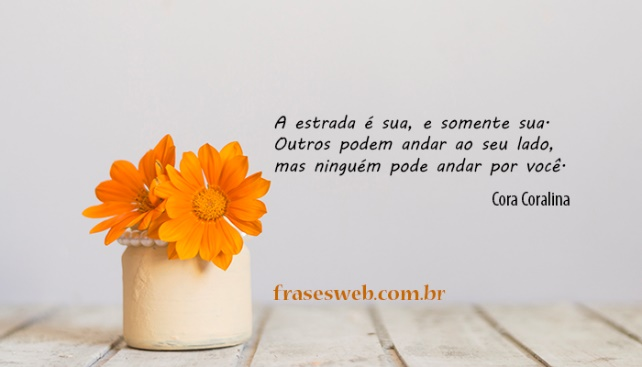 A estrada é sua, e somente sua.
Outros podem andar ao seu lado,
mas ninguém pode andar por você.
Cora Coralina
frasesweb.com.br